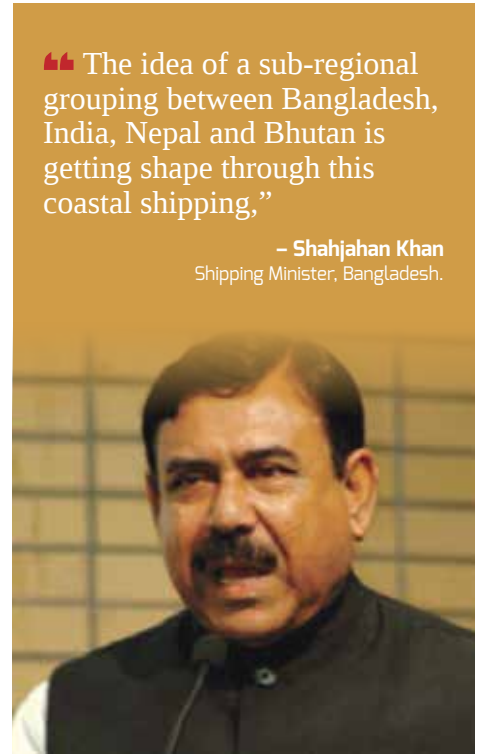 ❝ The idea of a sub-regional
grouping between Bangladesh,
India, Nepal and Bhutan is
getting shape through this
coastal shipping,”
– Shahjahan Khan
Shipping Minister, Bangladesh.